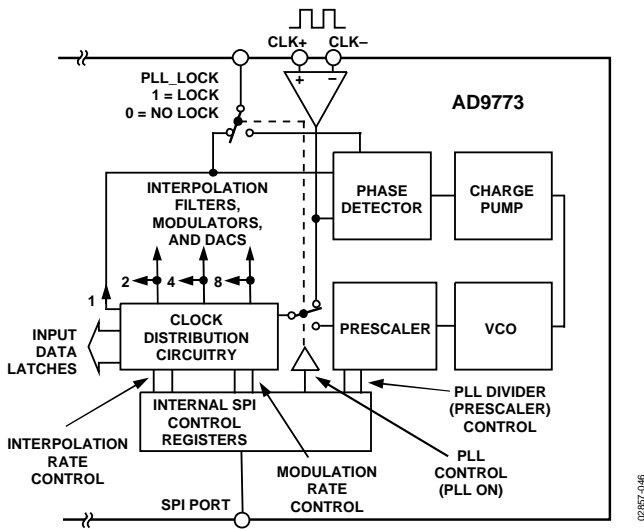 CLK+ CLK–
PLL_LOCK
1 = LOCK
0 = NO LOCK
+ –
AD9773
INTERPOLATION
FILTERS,
MODULATORS,
AND DACS
PHASE
DETECTOR
CHARGE
PUMP
2
4
8
1
CLOCK
DISTRIBUTION
CIRCUITRY
PRESCALER
VCO
INPUT
DATA
LATCHES
INTERNAL SPI
CONTROL
REGISTERS
PLL DIVIDER
(PRESCALER)
CONTROL
INTERPOLATION
RATE
CONTROL
MODULATION
RATE
CONTROL
PLL
CONTROL
(PLL ON)
SPI PORT
02857-046